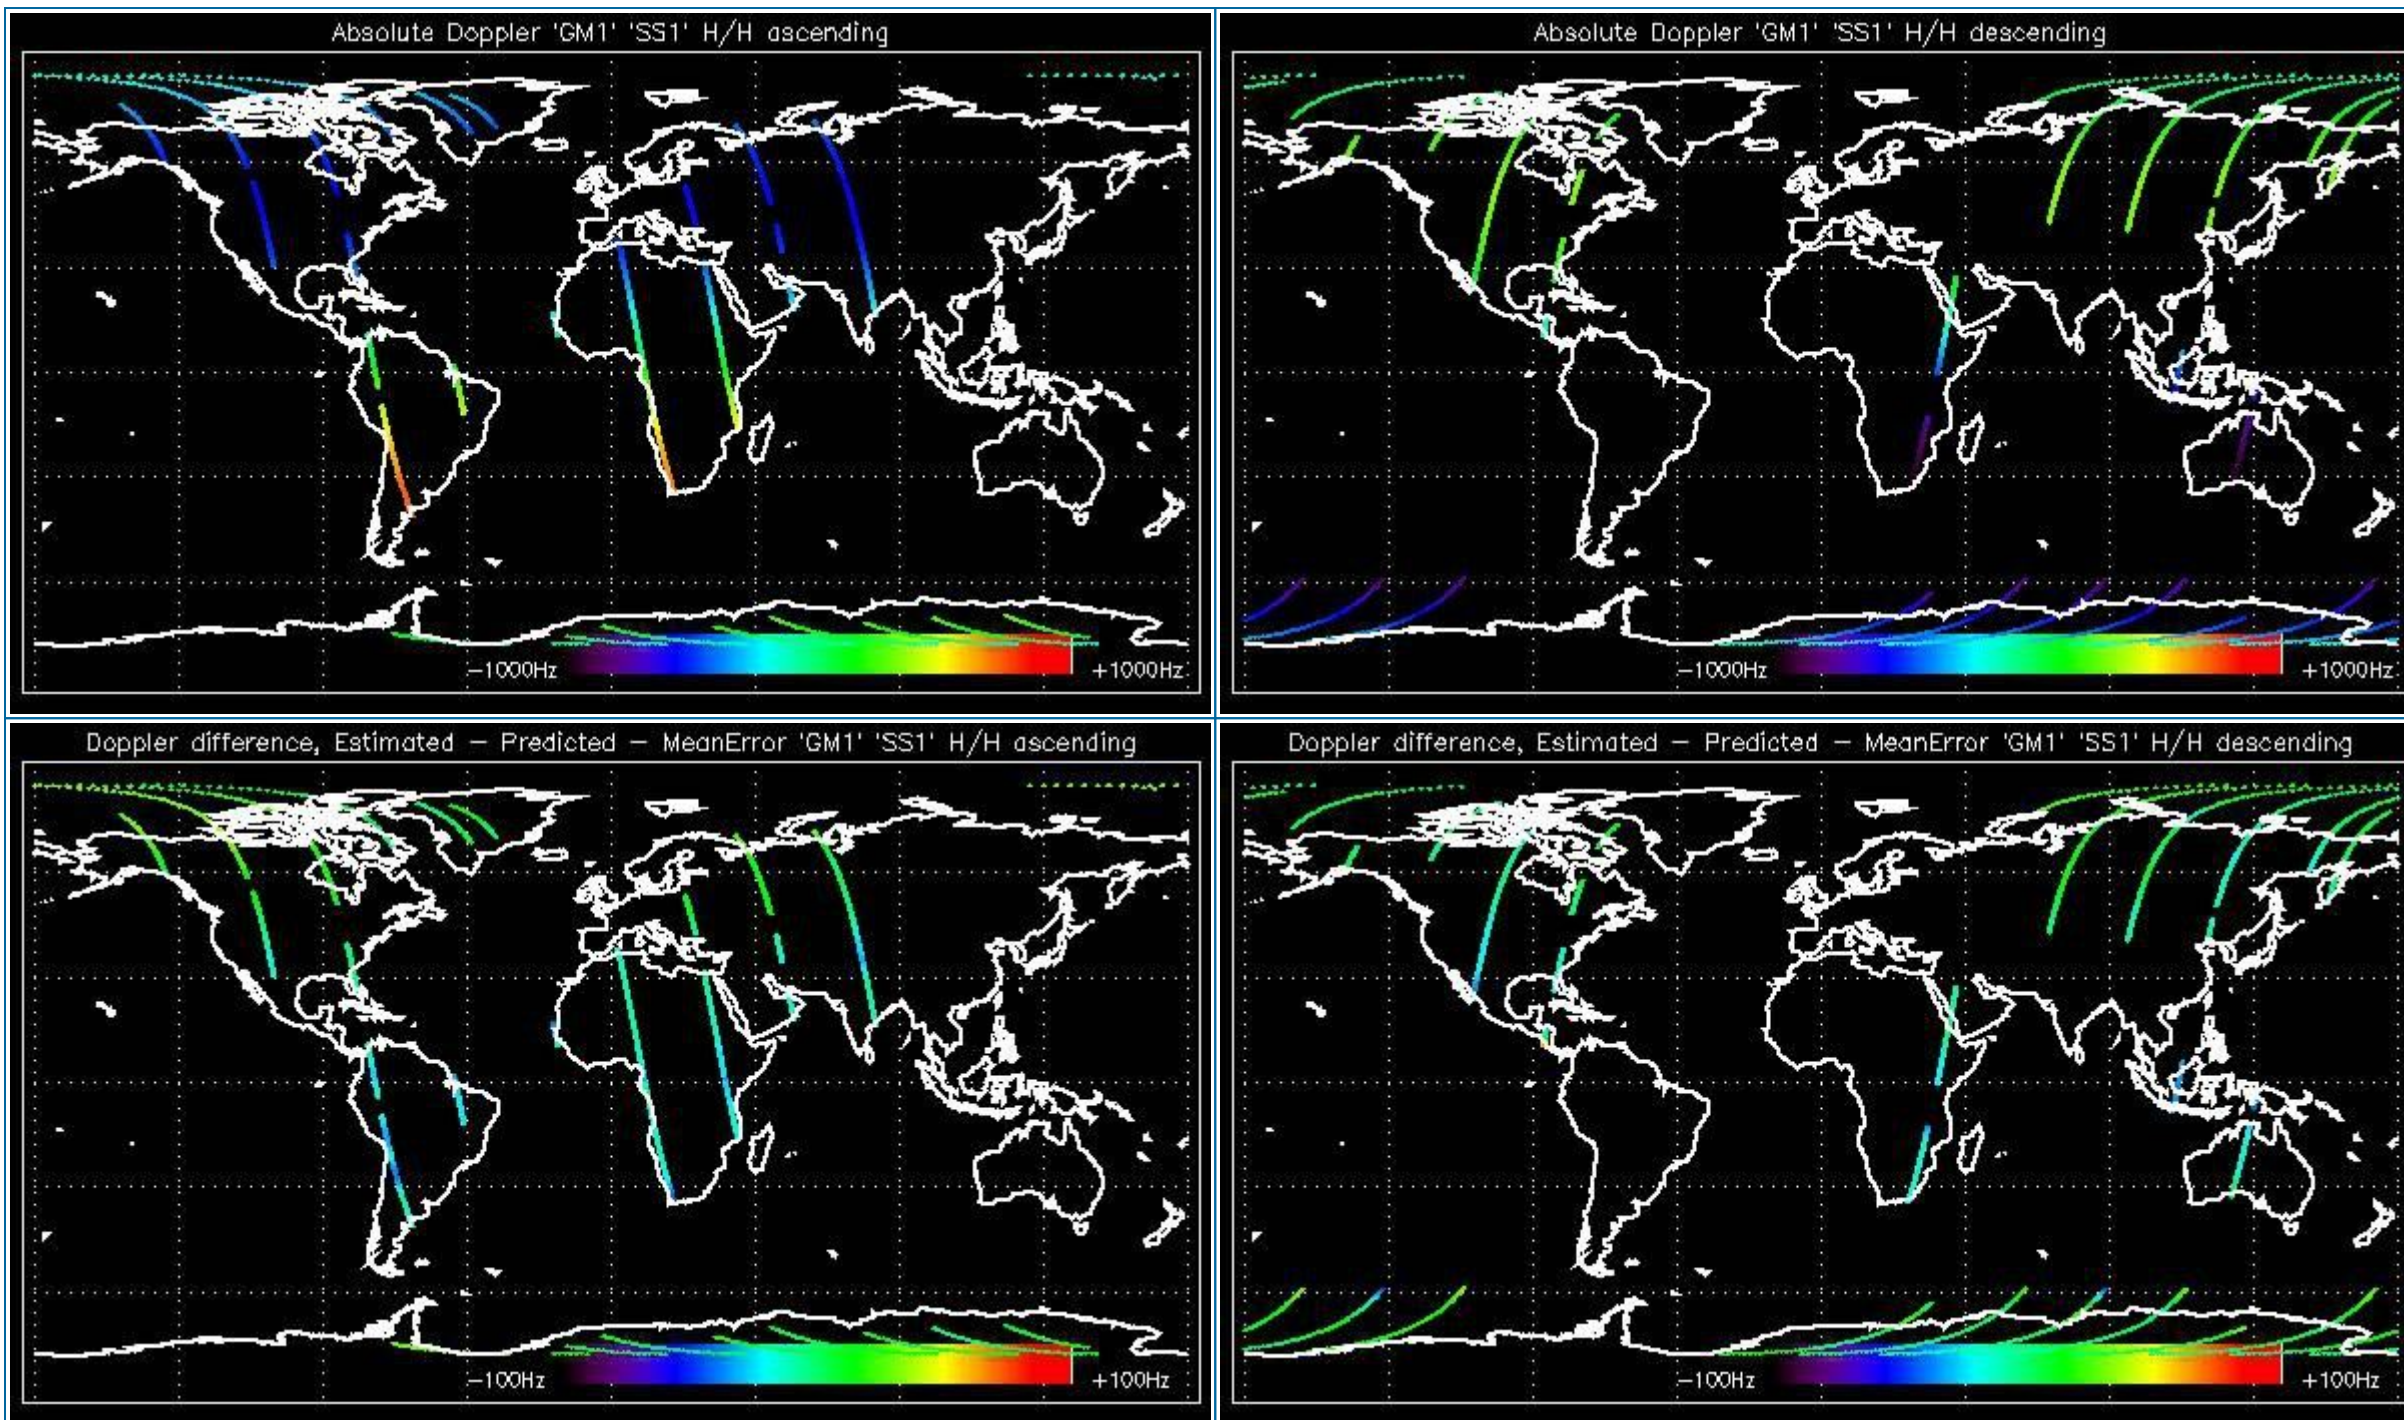 Absolute Doppler 'GM1' 'SS1' H/H ascending
−1000Hz
+1000Hz
Absolute Doppler 'GM1' 'SS1' H/H descending
−1000Hz
+1000Hz
Doppler difference, Estimated − Predicted − MeanError 'GM1' 'SS1' H/H ascending
−100Hz
+100Hz
Doppler difference, Estimated − Predicted − MeanError 'GM1' 'SS1' H/H descending
−100Hz
+100Hz